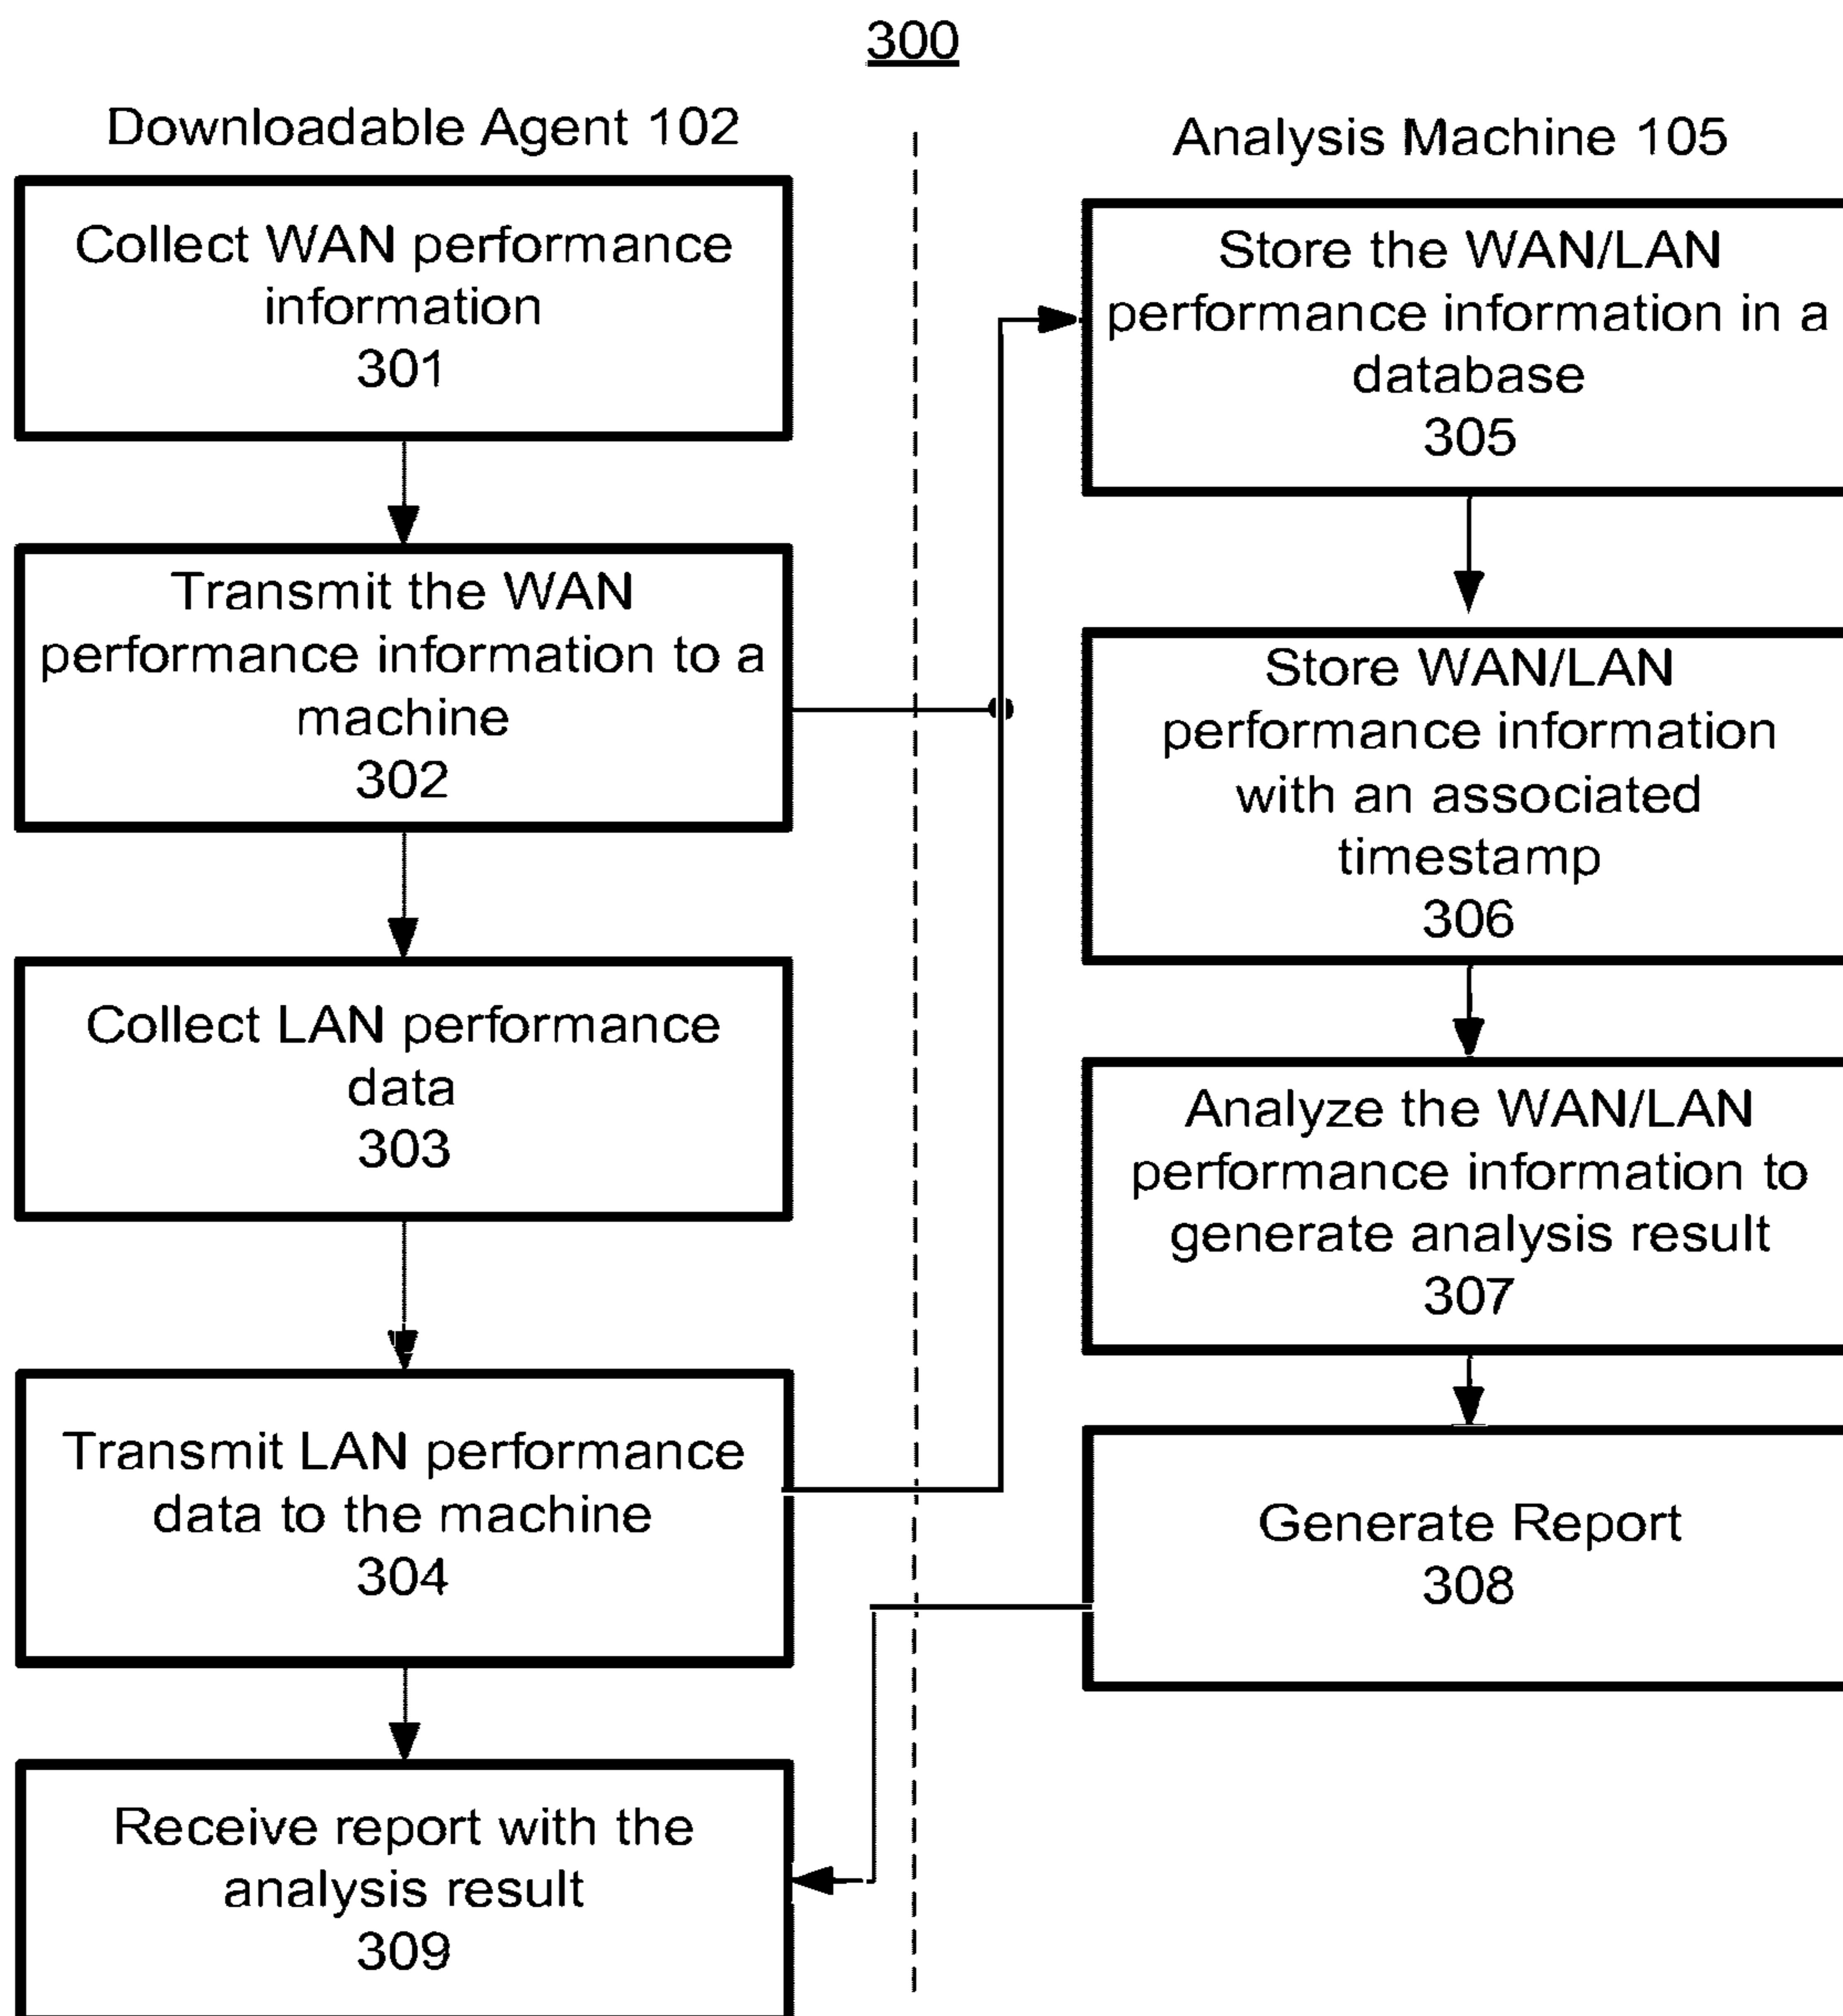 300
Downloadable Agent 102
Collect WAN performance
information
301
Transmit the WAN
performance information to a
machine
302
Collect LAN performance
data
303
Transmit LAN performance
data to the machine
304
Receive report with the
analysis result
309
Analysis Machine 105
Store the WAN/LAN
performance information in a
database
305
Store WAN/LAN
performance information
with an associated
timestamp
306
Analyze the WAN/LAN
performance information to
generate analysis result
307
Generate Report
308